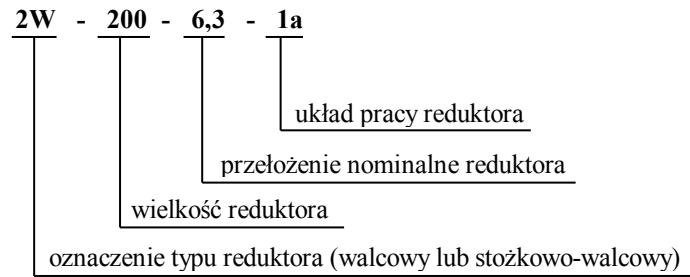 2W - 200 - 6,3 - 1a
układ pracy reduktora
przełożenie nominalne reduktora
wielkość reduktora
oznaczenie typu reduktora (walcowy lub stożkowo-walcowy)